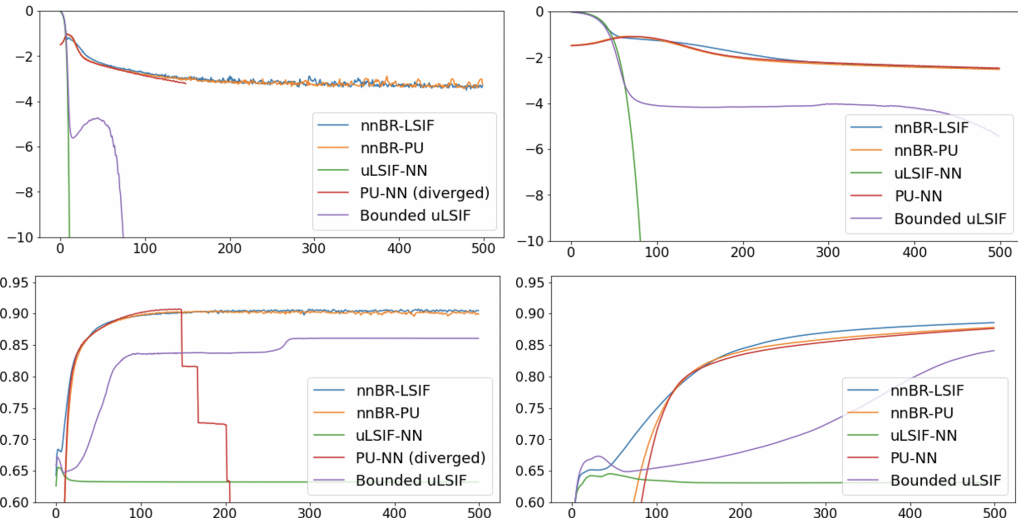 0
−2
−4
−6
−8
−10
0 100 200 300 400 500
nnBR-LSIF
nnBR-PU
uLSIF-NN
PU-NN (diverged)
Bounded uLSIF
0
−2
−4
−6
−8
−10
0 100 200 300 400 500
nnBR-LSIF
nnBR-PU
uLSIF-NN
PU-NN
Bounded uLSIF
0.95
0.90
0.85
0.80
0.75
0.70
0.65
0.60
0 100 200 300 400 500
nnBR-LSIF
nnBR-PU
uLSIF-NN
PU-NN (diverged)
Bounded uLSIF
0.95
0.90
0.85
0.80
0.75
0.70
0.65
0.60
0 100 200 300 400 500
nnBR-LSIF
nnBR-PU
uLSIF-NN
PU-NN
Bounded uLSIF